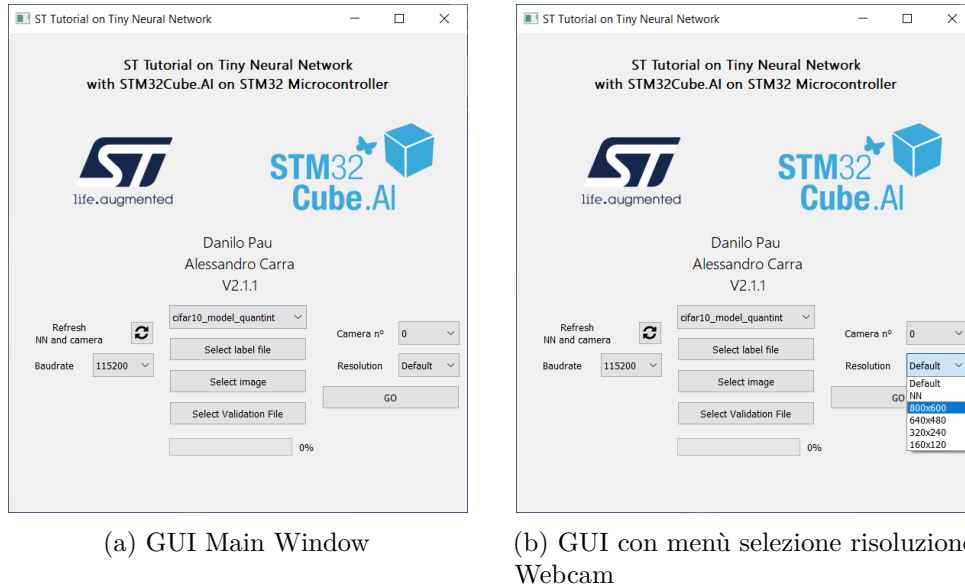 ST Tutorial on Tiny Neural Network
ST Tutorial on Tiny Neural Network
with STM32Cube.AI on STM32 Microcontroller
ST
life.augmented
STM32
Cube.AI
Danilo Pau
Alessandro Carra
V2.1.1
Refresh
NN and camera
cifar10_model_quantint
Camera nº 0
Select label file
Baudrate 115200
Resolution Default
Select image
GO
Select Validation File
0%
(a) GUI Main Window
ST Tutorial on Tiny Neural Network
ST Tutorial on Tiny Neural Network
with STM32Cube.AI on STM32 Microcontroller
ST
life.augmented
STM32
Cube.AI
Danilo Pau
Alessandro Carra
V2.1.1
Refresh
NN and camera
cifar10_model_quantint
Camera nº 0
Select label file
Baudrate 115200
Resolution Default
Select image
GO
Default
NN
800x600
640x480
320x240
160x120
Select Validation File
0%
(b) GUI con menù selezione risoluzione
Webcam